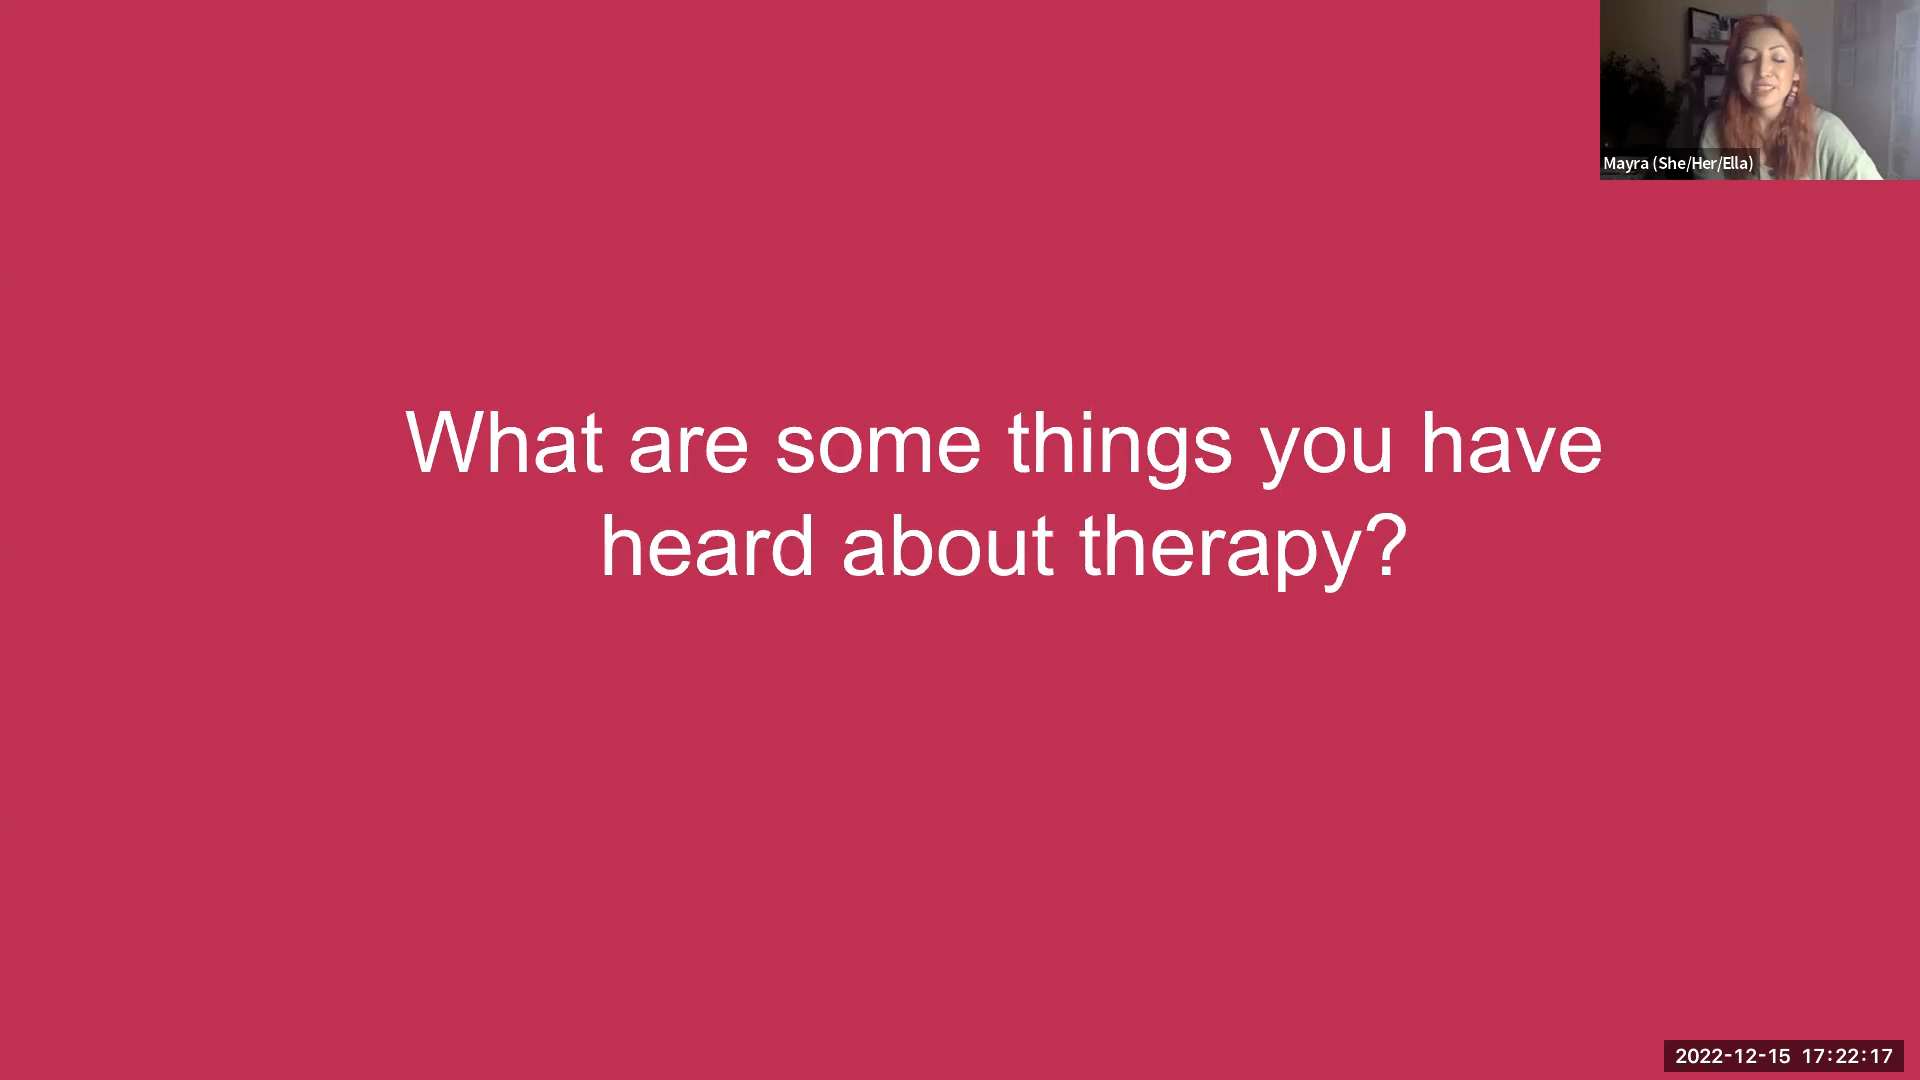 Mayra (She/Her/Ella)
What are some things you have
heard about therapy?
2022-12-15 17:22:17